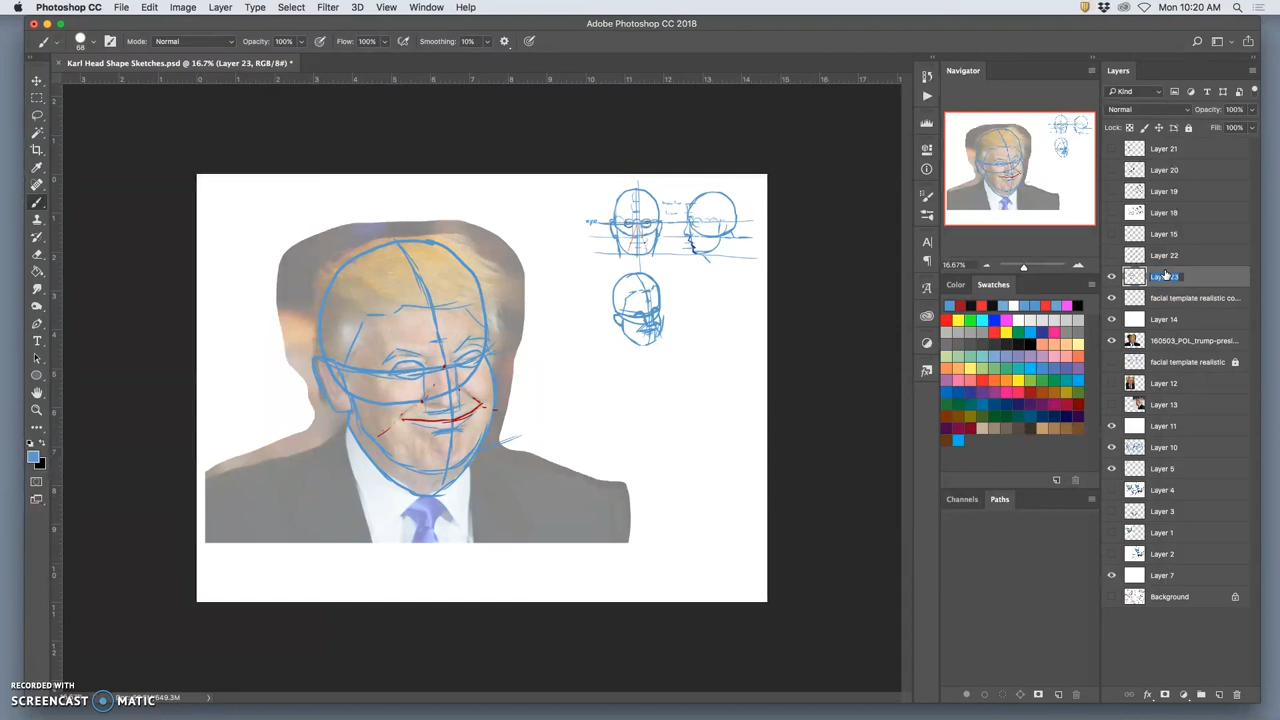 Photoshop CC File Edit Image Layer Type Select Filter 3D View Window Help Mon 10:20 AM
Adobe Photoshop CC 2018
68 Mode: Normal Opacity: 100% Flow: 100% Smoothing: 10%
Karl Head Shape Sketches.psd @ 16.7% (Layer 23, RGB/8#) *
Navigator
16.67%
Color Swatches
Channels Paths
Layers
Kind
Normal Opacity: 100%
Lock: Fill: 100%
Layer 21
Layer 20
Layer 19
Layer 18
Layer 15
Layer 22
facial template realistic co...
Layer 14
160503_POL_trump-presi...
facial template realistic
Layer 12
Layer 13
Layer 11
Layer 10
Layer 5
Layer 4
Layer 3
Layer 1
Layer 2
Layer 7
Background
eye
RECORDED WITH
SCREENCAST MATIC